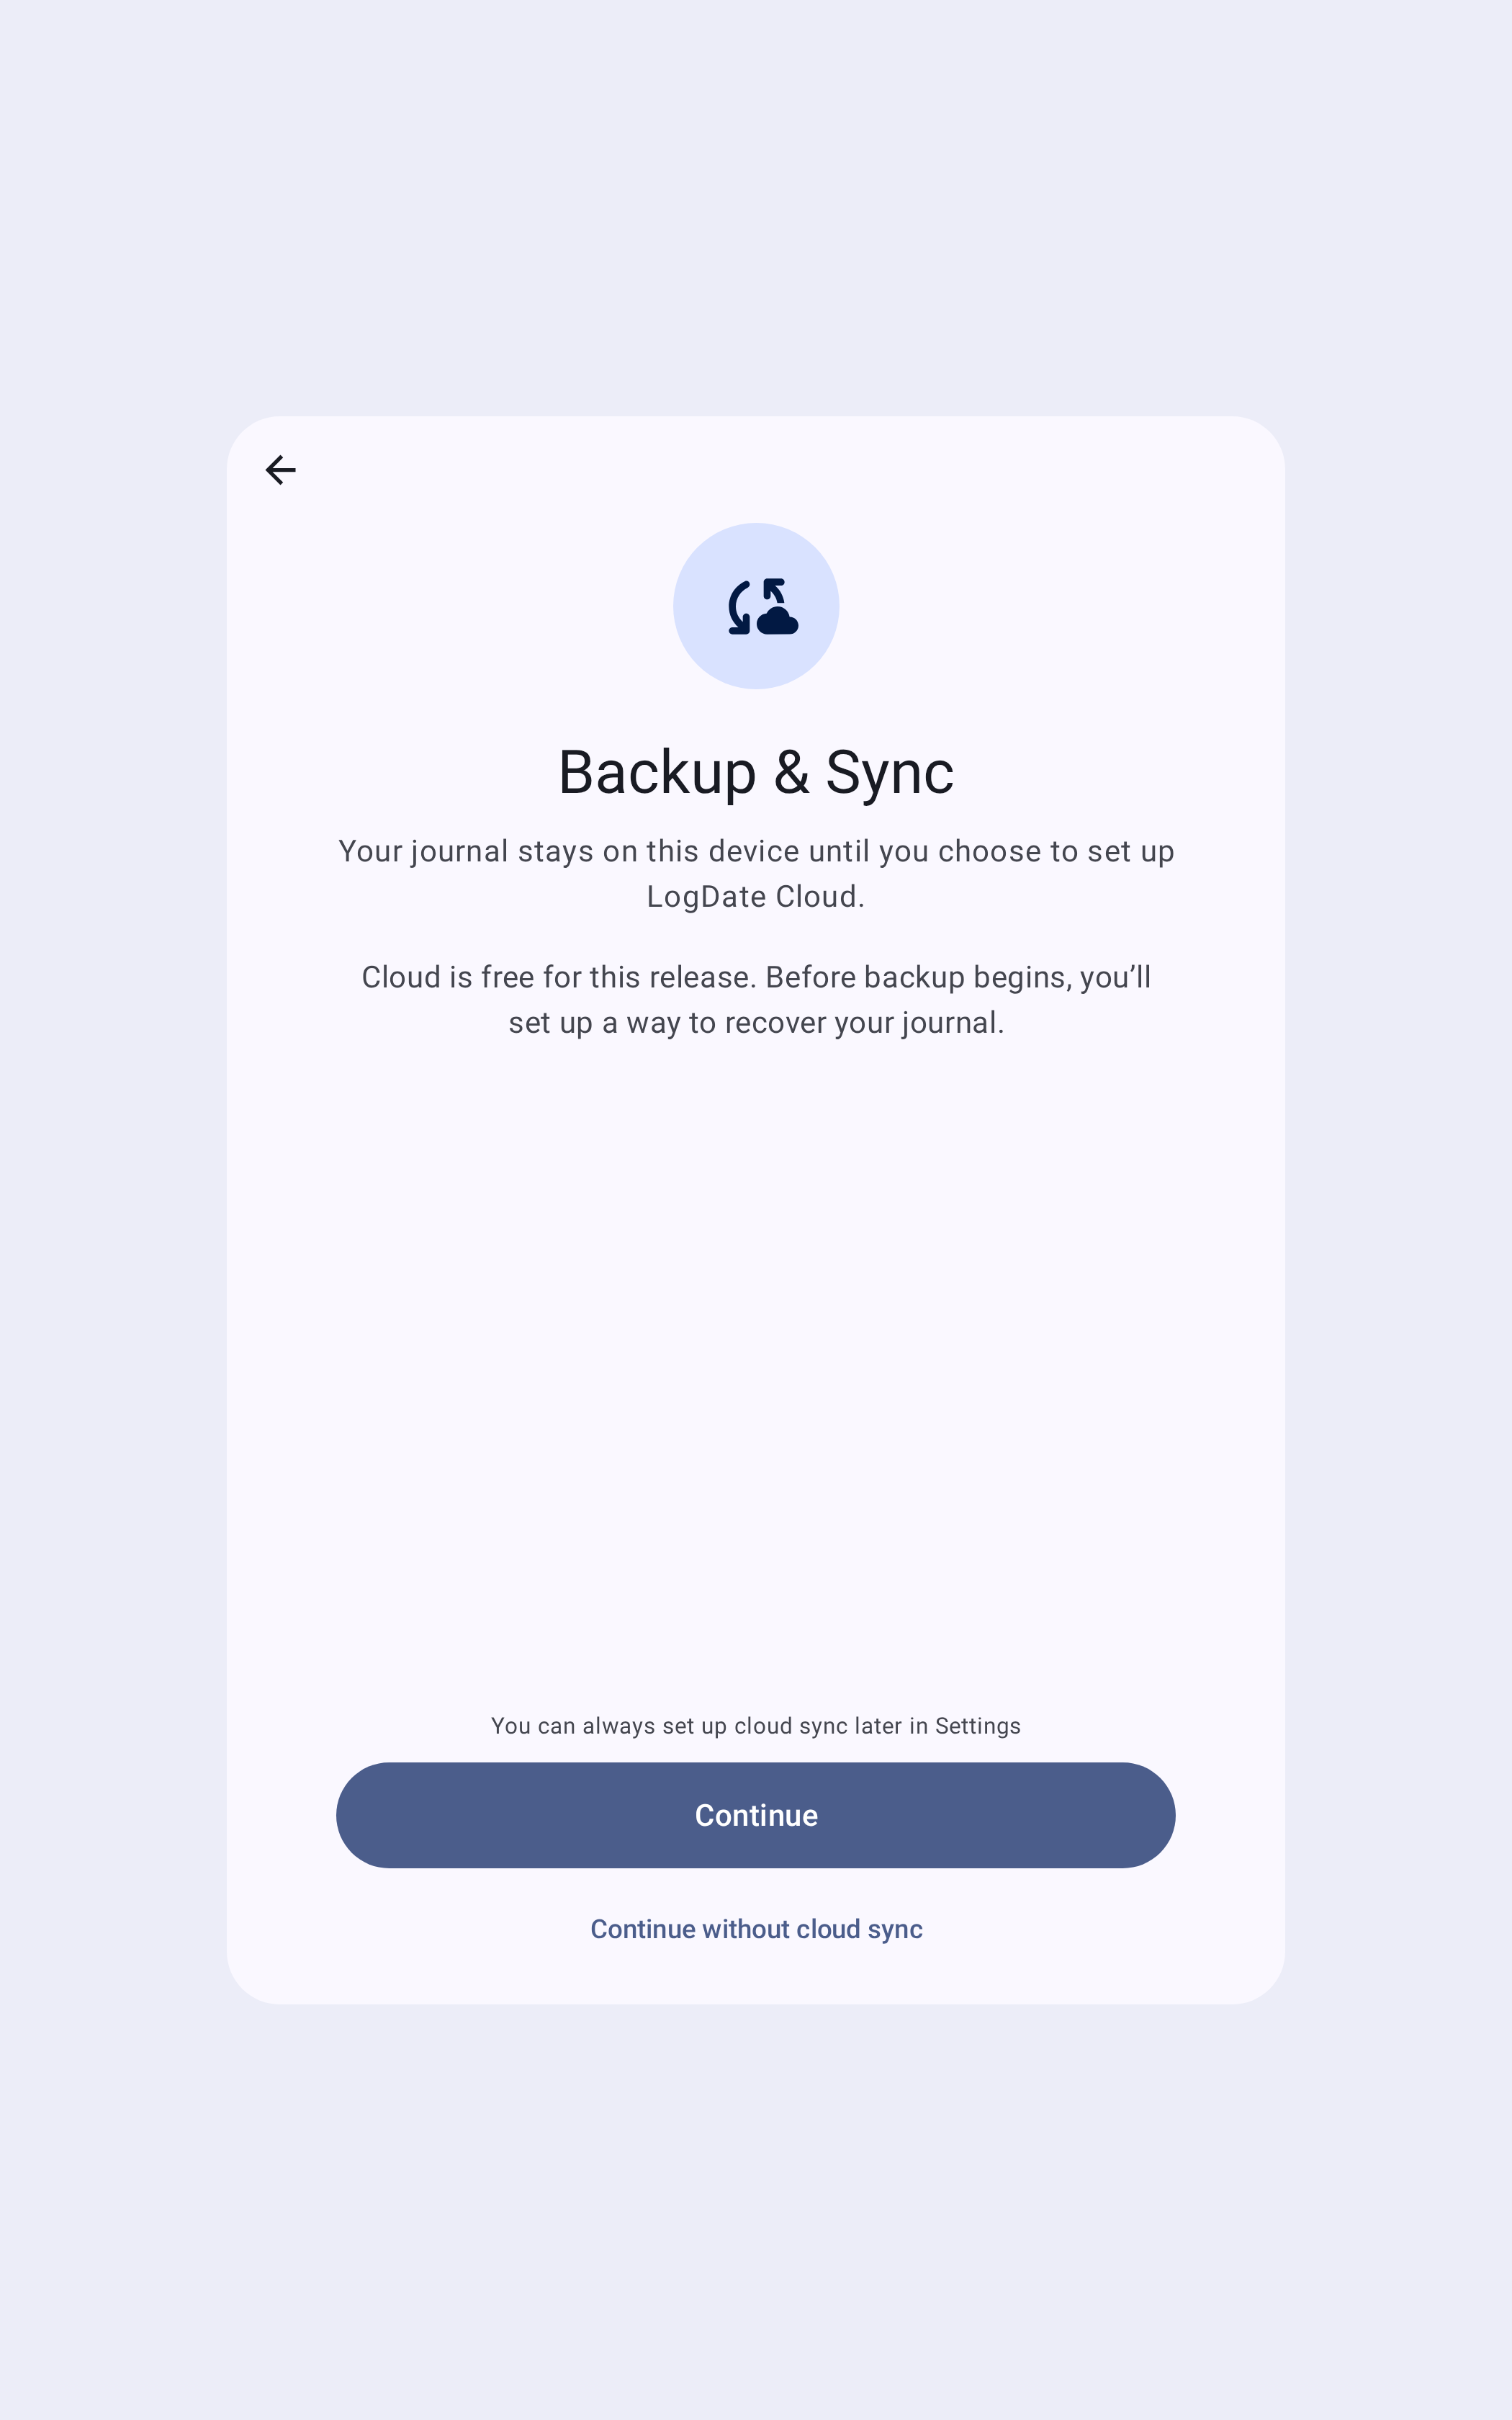 Backup & Sync
Your journal stays on this device until you choose to set up
LogDate Cloud.
Cloud is free for this release. Before backup begins, you’ll
set up a way to recover your journal.
You can always set up cloud sync later in Settings
Continue
Continue without cloud sync